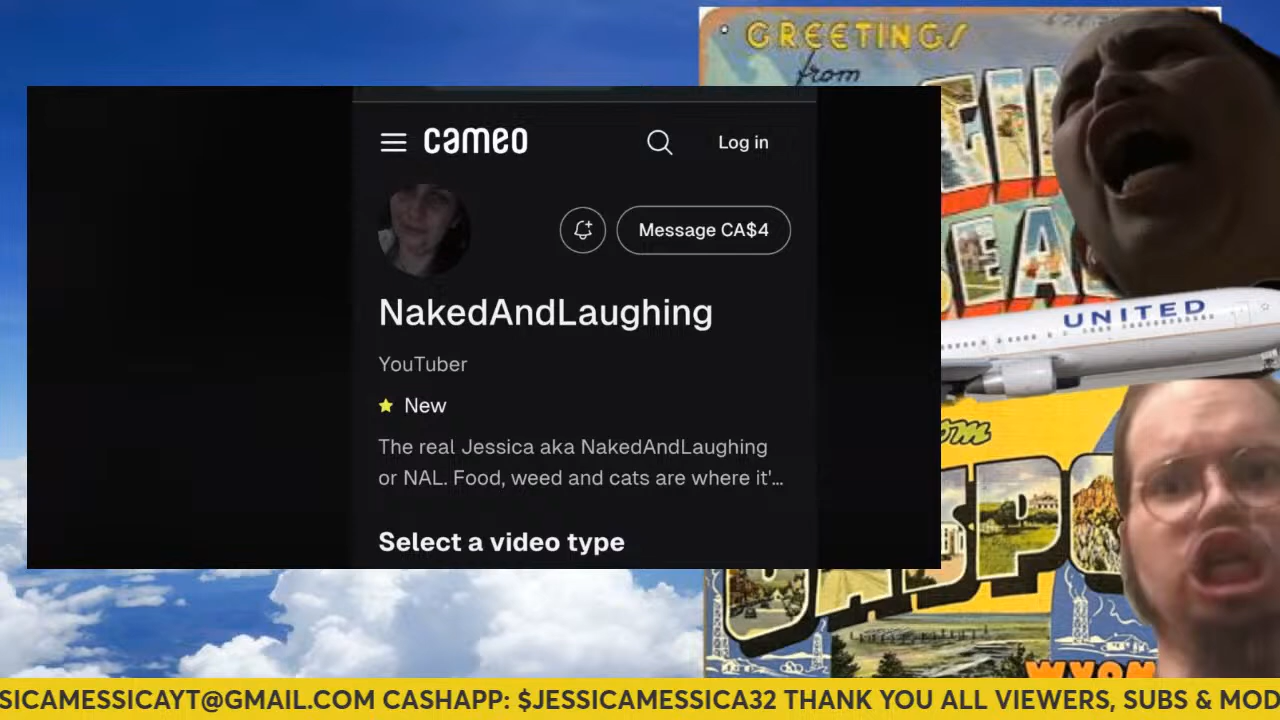 GREETINGS
from
cameo
Log in
Message CA$4
NakedAndLaughing
YouTuber
New
The real Jessica aka NakedAndLaughing
or NAL. Food, weed and cats are where it'...
Select a video type
UNITED
SICAMESSICAYT@GMAIL.COM CASHAPP: $JESSICAMESSICA32 THANK YOU ALL VIEWERS, SUBS & MOD